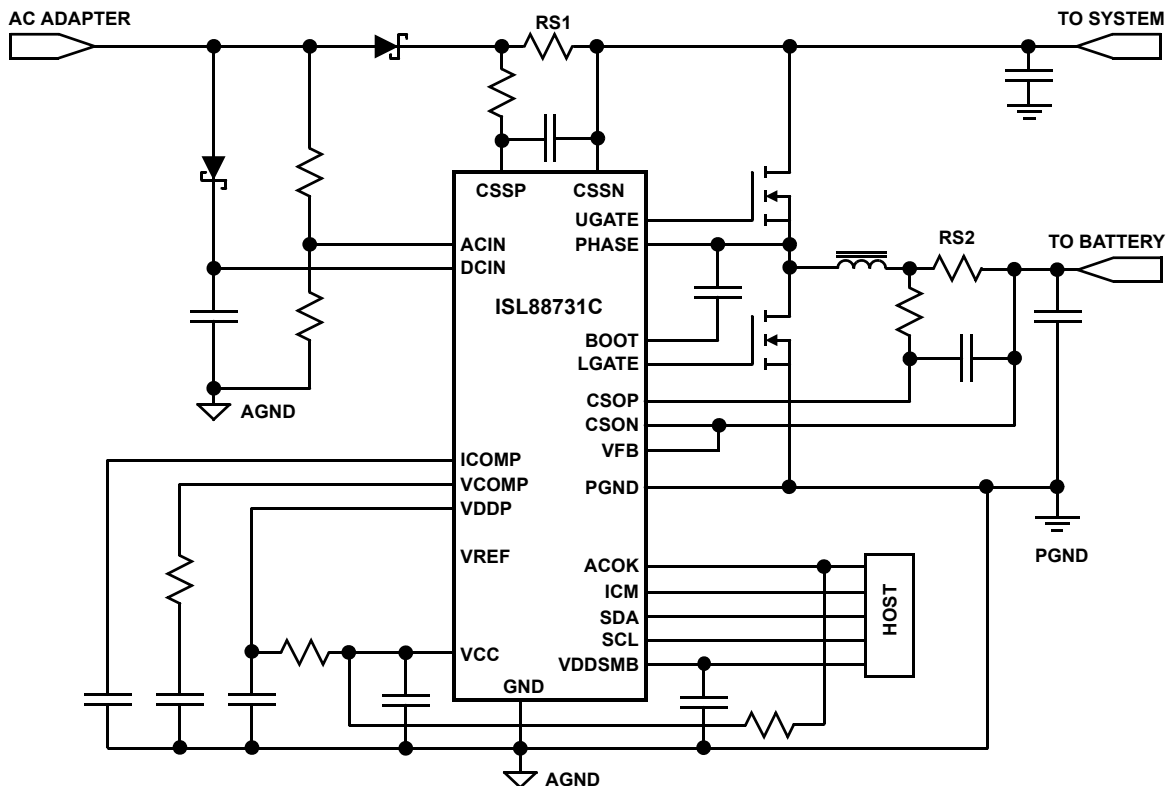 AC ADAPTER
RS1
TO SYSTEM
CSSP
CSSN
UGATE
PHASE
RS2
TO BATTERY
ACIN
DCIN
ISL88731C
BOOT
LGATE
AGND
CSOP
CSON
VFB
ICOMP
VCOMP
PGND
VDDP
VREF
PGND
ACOK
ICM
SDA
SCL
VDDSMB
HOST
VCC
GND
AGND